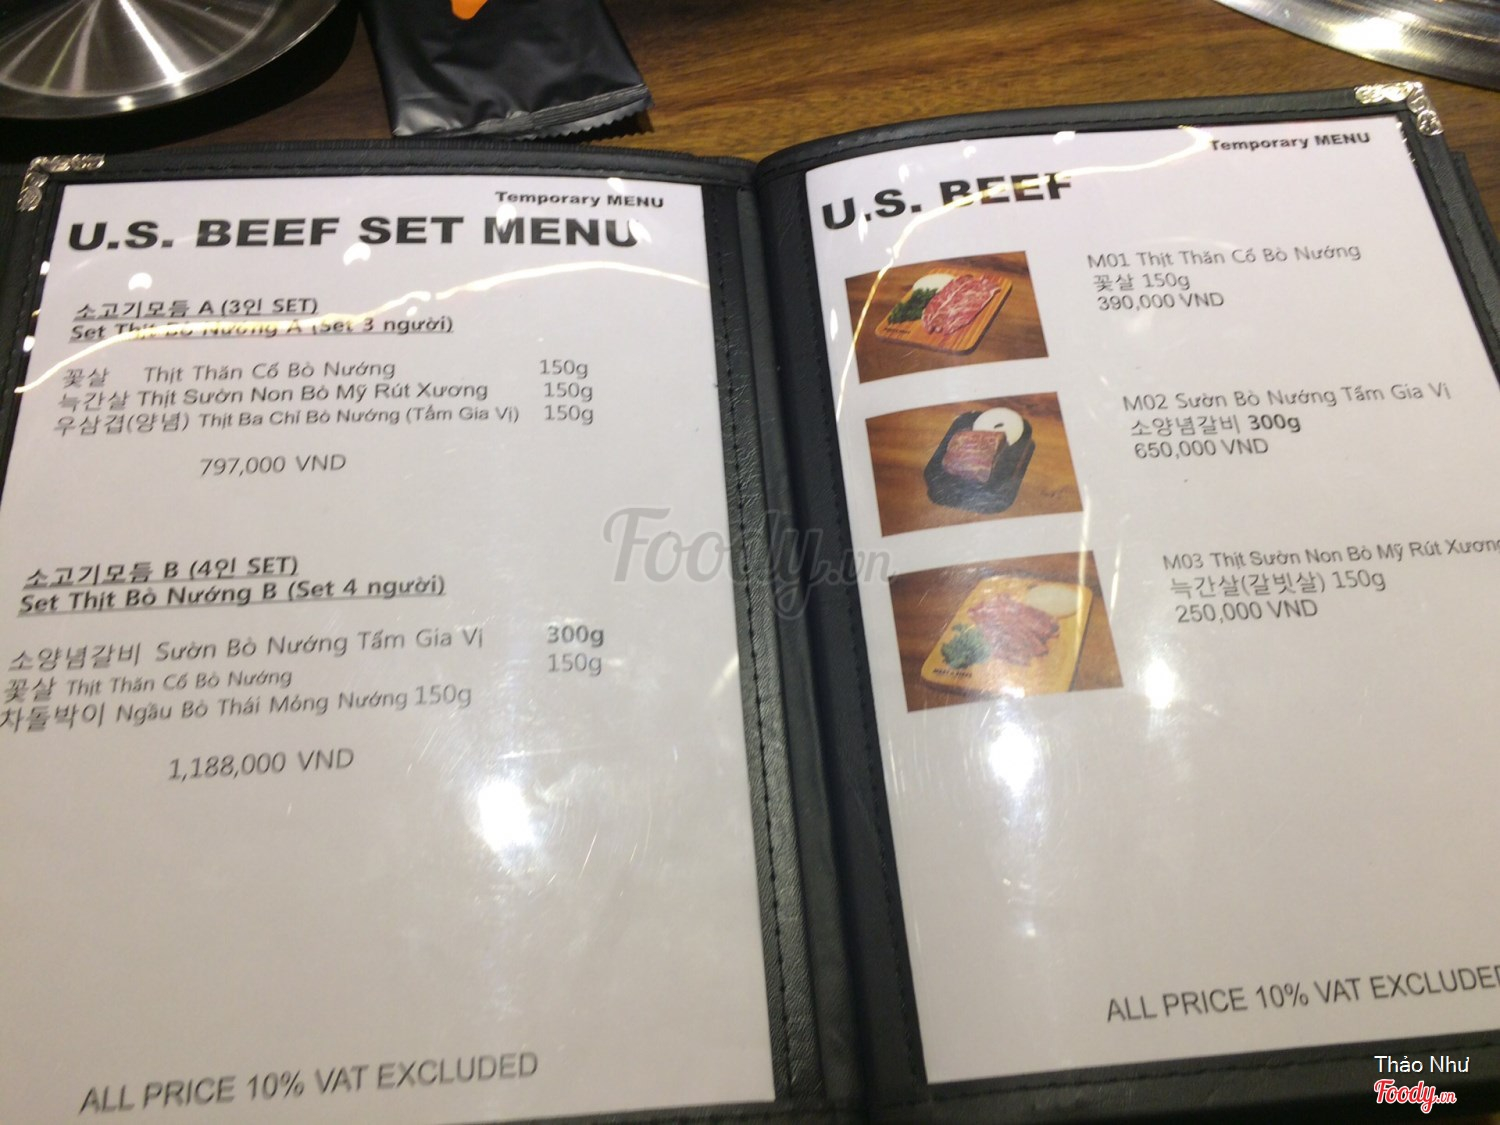 Temporary MENU
U.S. BEEF SET MENU
소고기모듬 A (3인 SET)
Set Thịt Bò Nướng A (Set 3 người)
꽃살 Thịt Thăn Cổ Bò Nướng 150g
늑간살 Thịt Sườn Non Bò Mỹ Rút Xương 150g
우삼겹(양념) Thịt Ba Chỉ Bò Nướng (Tẩm Gia Vị) 150g
797,000 VND
소고기모듬 B (4인 SET)
Set Thịt Bò Nướng B (Set 4 người)
소양념갈비 Sườn Bò Nướng Tẩm Gia Vị 300g
꽃살 Thịt Thăn Cổ Bò Nướng 150g
차돌박이 Ngầu Bò Thái Mỏng Nướng 150g
1,188,000 VND
ALL PRICE 10% VAT EXCLUDED
Temporary MENU
U.S. BEEF
M01 Thịt Thăn Cổ Bò Nướng
꽃살 150g
390,000 VND
M02 Sườn Bò Nướng Tẩm Gia Vị
소양념갈비 300g
650,000 VND
M03 Thịt Sườn Non Bò Mỹ Rút Xương
늑간살(갈빗살) 150g
250,000 VND
ALL PRICE 10% VAT EXCLUDED
Foody.vn
Thảo Như
Foody.vn